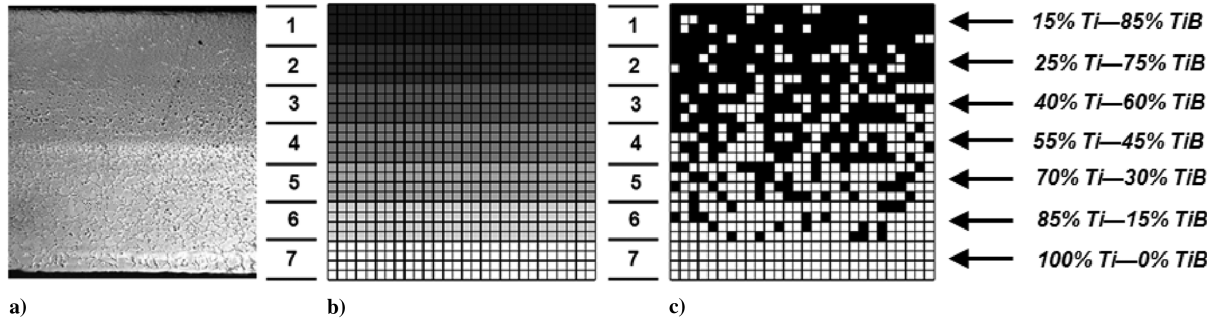 1 1 15% Ti—85% TiB
2 2 25% Ti—75% TiB
3 3 40% Ti—60% TiB
4 4 55% Ti—45% TiB
5 5 70% Ti—30% TiB
6 6 85% Ti—15% TiB
7 7 100% Ti—0% TiB
a) b) c)